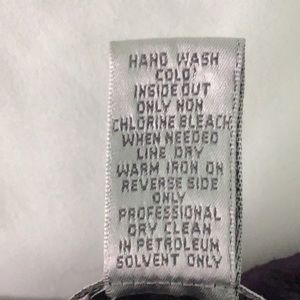 HAND WASH
COLD
INSIDE OUT
ONLY NON
CHLORINE BLEACH
WHEN NEEDED
LINE DRY
WARM IRON ON
REVERSE SIDE
ONLY
PROFESSIONAL
DRY CLEAN
IN PETROLEUM
SOLVENT ONLY